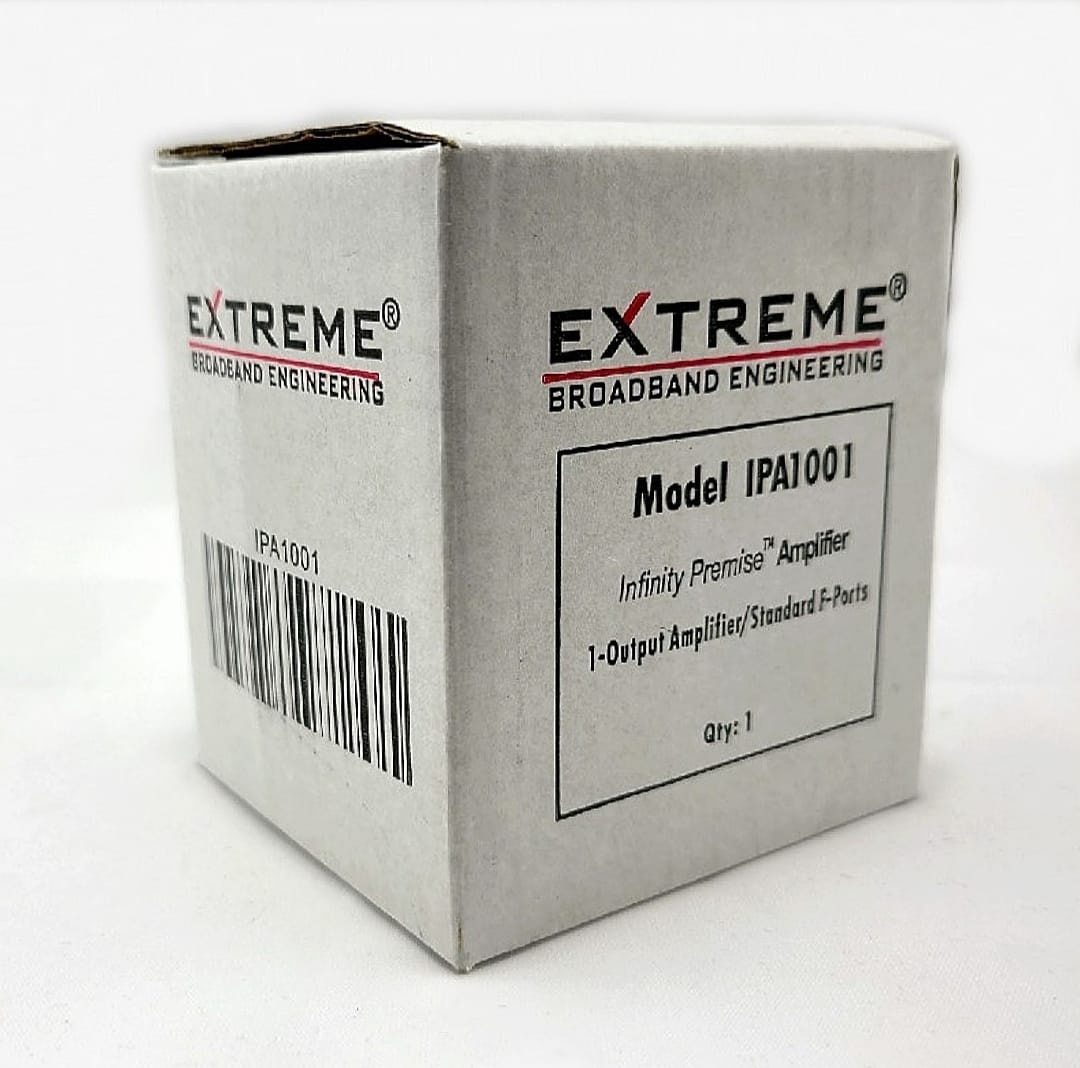 EXTREME®
BROADBAND ENGINEERING
IPA1001
EXTREME®
BROADBAND ENGINEERING
Model IPA1001
Infinity Premise™ Amplifier
1-Output Amplifier/Standard F-Ports
Qty: 1